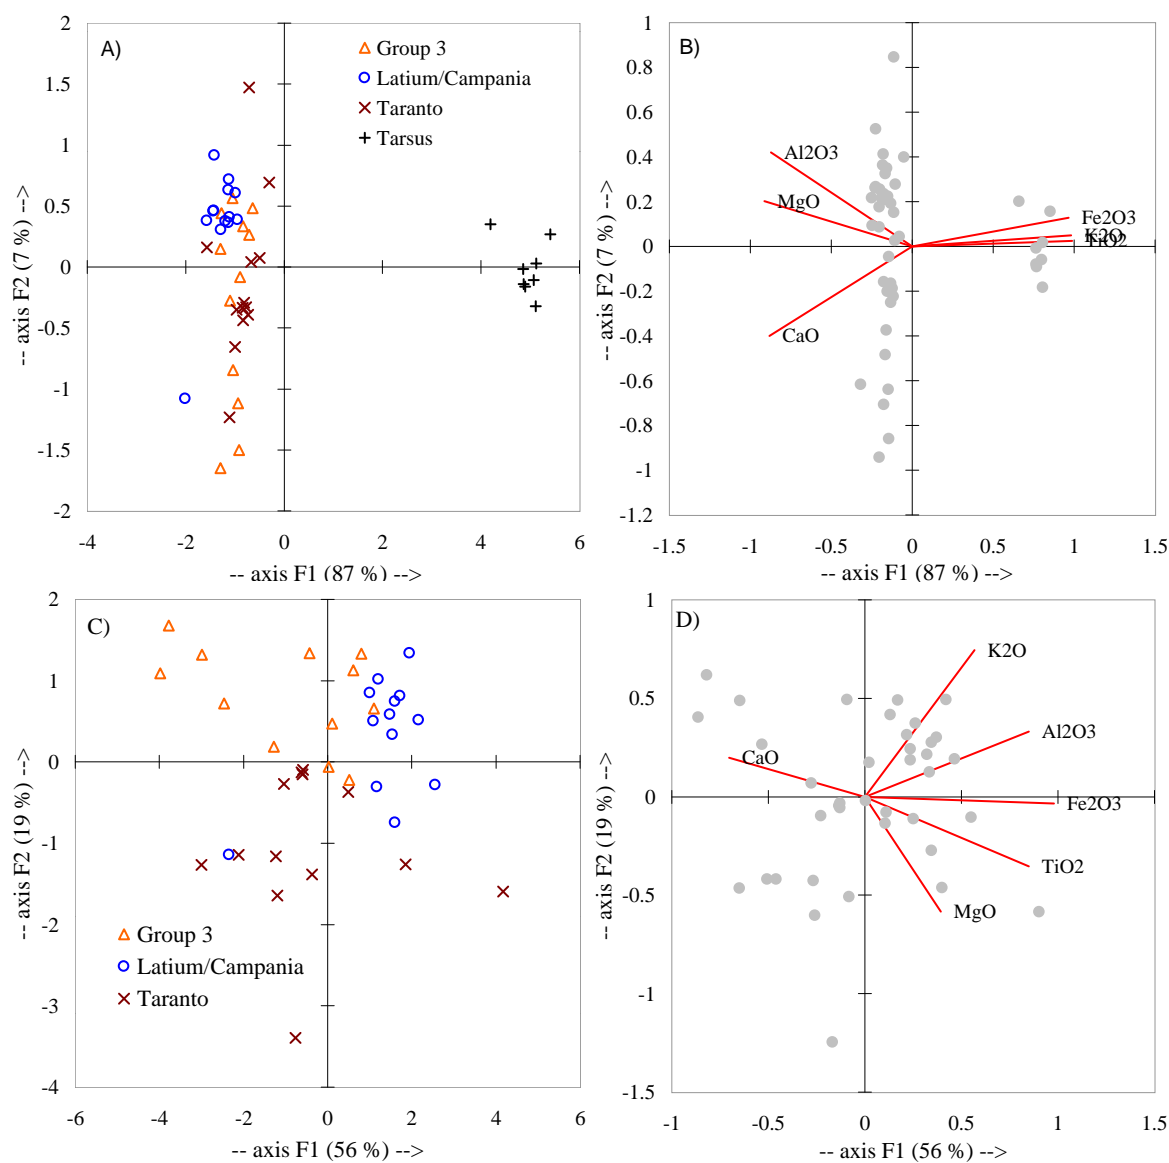 A)
Group 3
Latium/Campania
Taranto
Tarsus
2
1.5
1
0.5
0
-0.5
-1
-1.5
-2
-- axis F2 (7 %) -->
-4
-2
0
2
4
6
-- axis F1 (87 %) -->
B)
1
0.8
0.6
0.4
0.2
0
-0.2
-0.4
-0.6
-0.8
-1
-1.2
-- axis F2 (7 %) -->
Al2O3
MgO
CaO
Fe2O3
K2O
TiO2
-1.5
-1
-0.5
0
0.5
1
1.5
-- axis F1 (87 %) -->
C)
2
1
0
-1
-2
-3
-4
-- axis F2 (19 %) -->
Group 3
Latium/Campania
Taranto
-6
-4
-2
0
2
4
6
-- axis F1 (56 %) -->
D)
1
0.5
0
-0.5
-1
-1.5
-- axis F2 (19 %) -->
K2O
Al2O3
CaO
Fe2O3
TiO2
MgO
-1
-0.5
0
0.5
1
1.5
-- axis F1 (56 %) -->